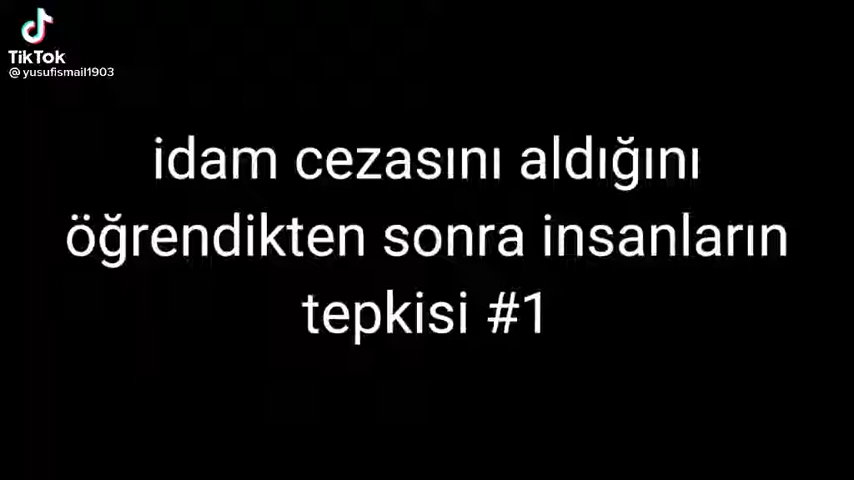 TikTok
@yusufismail1903
idam cezasını aldığını
öğrendikten sonra insanların
tepkisi #1